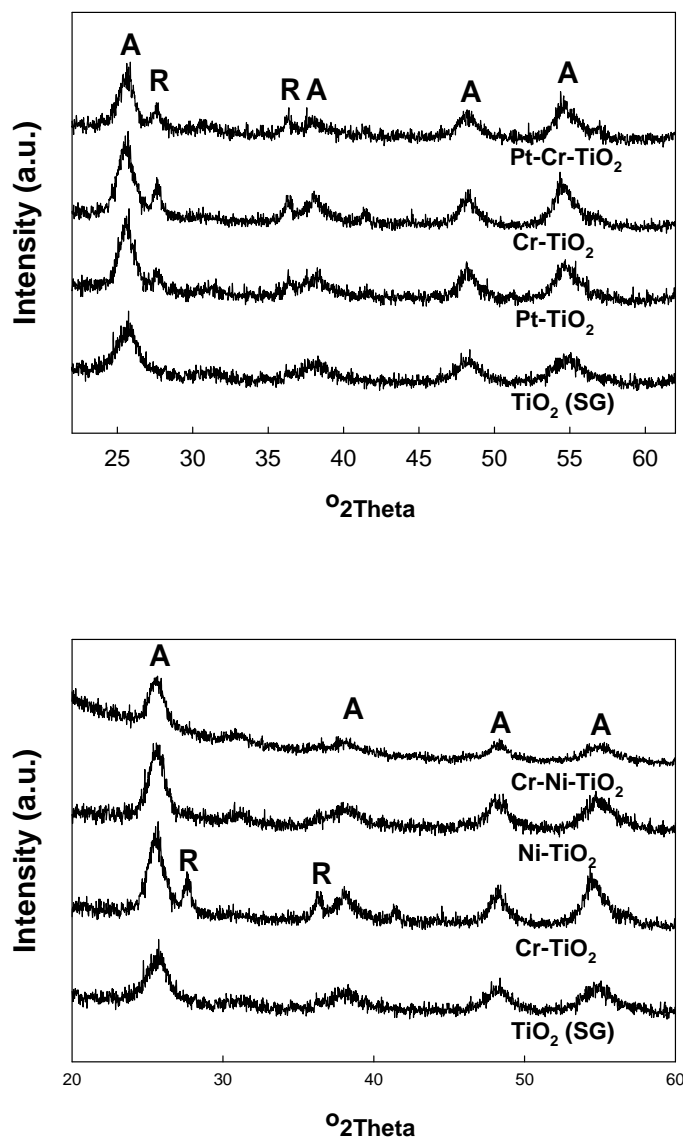 A
R
R A
A
A
Pt-Cr-TiO₂
Cr-TiO₂
Pt-TiO₂
TiO₂ (SG)
Intensity (a.u.)
25 30 35 40 45 50 55 60
o2Theta
A
A
A
A
Cr-Ni-TiO₂
Ni-TiO₂
R
R
Cr-TiO₂
TiO₂ (SG)
Intensity (a.u.)
20 30 40 50 60
o2Theta